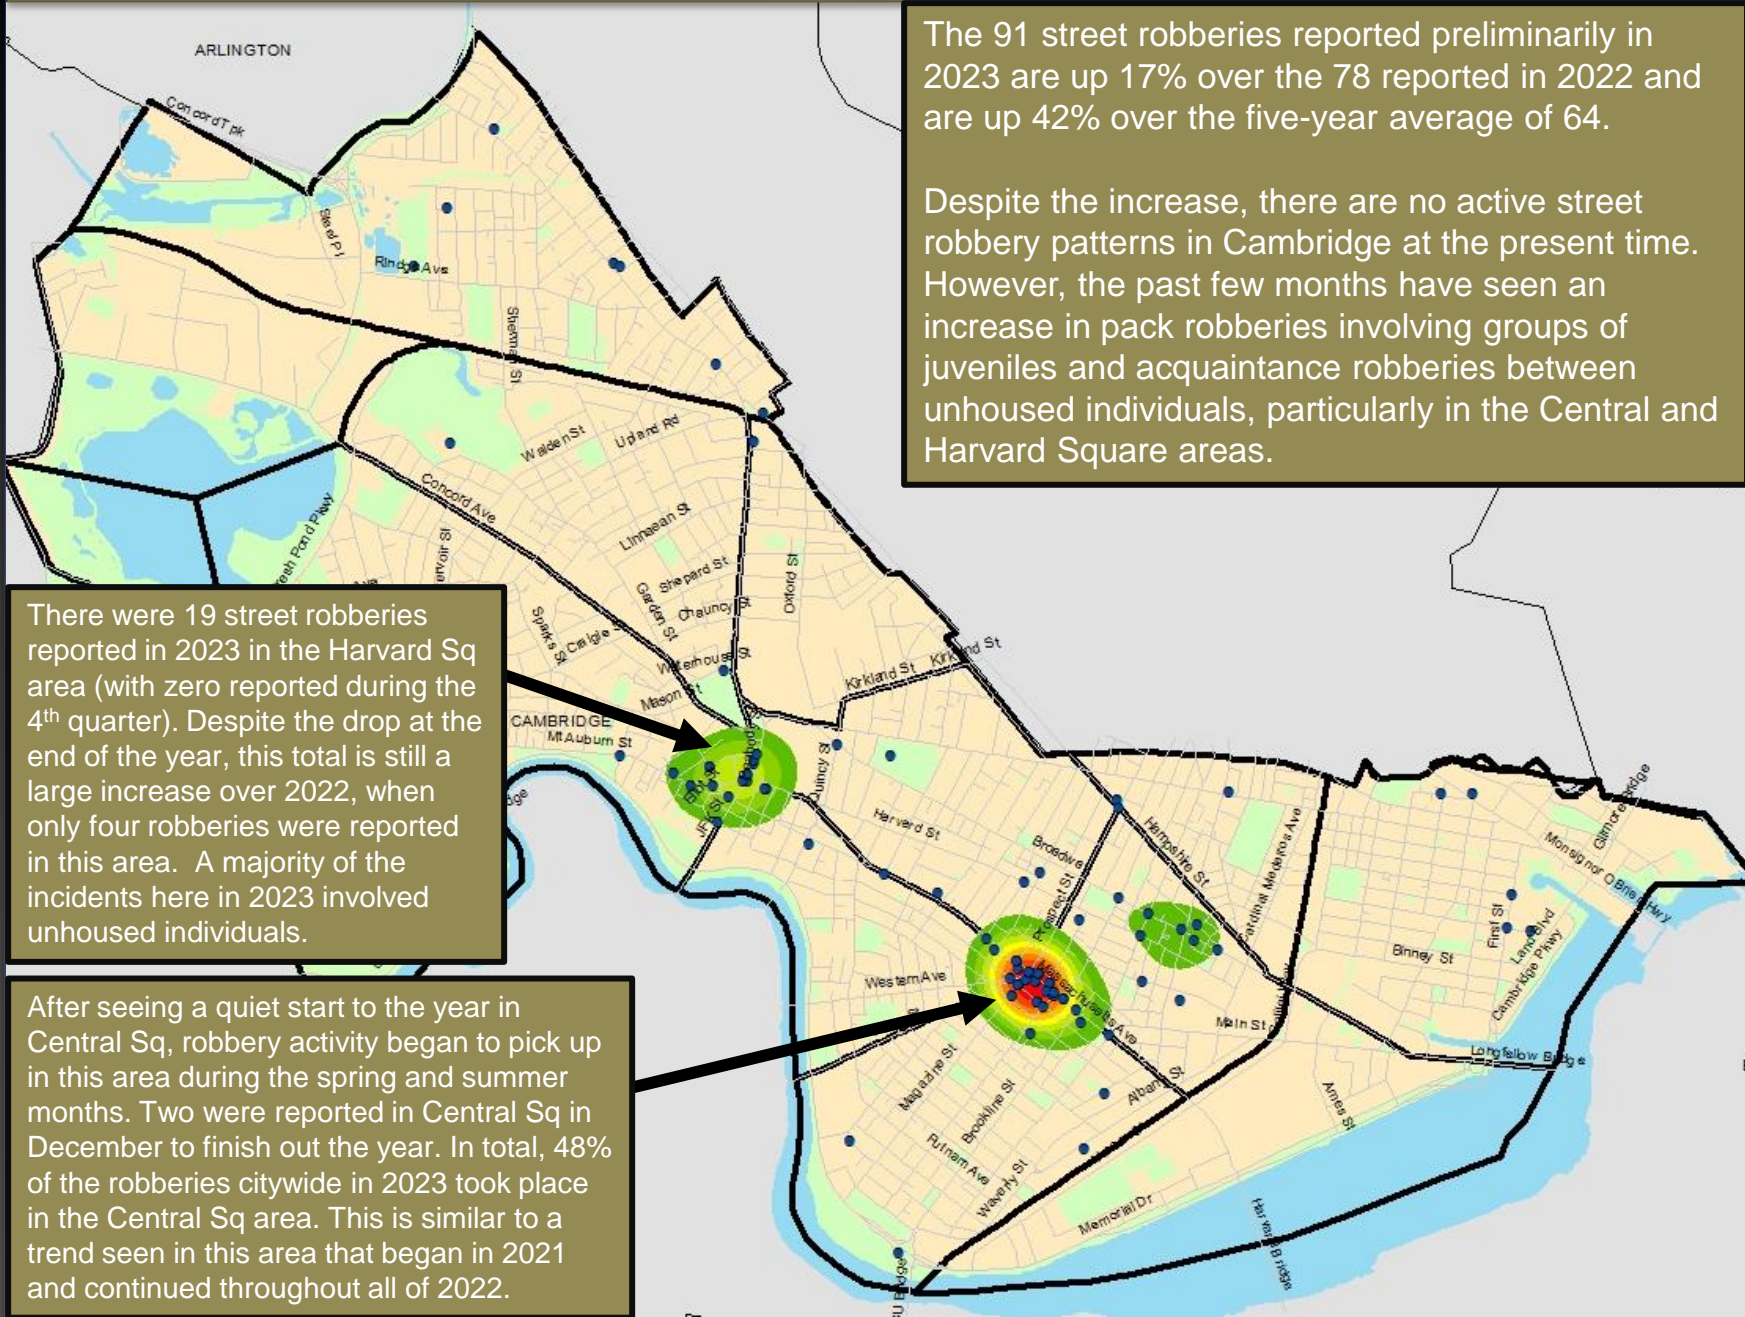 ARLINGTON
Concord Tpk
The 91 street robberies reported preliminarily in
2023 are up 17% over the 78 reported in 2022 and
are up 42% over the five-year average of 64.
Despite the increase, there are no active street
robbery patterns in Cambridge at the present time.
However, the past few months have seen an
increase in pack robberies involving groups of
juveniles and acquaintance robberies between
unhoused individuals, particularly in the Central and
Harvard Square areas.
Steel Pl
Rindge Ave
Sherman St
Walden St
Upland Rd
Concord Ave
Linnaean St
Shepard St
Garden St
Chauncy St
Oxford St
Sparks St
Craigie
Waterhouse St
Mason St
Kirkland St
Kirkland St
CAMBRIDGE
Mt Auburn St
Quincy St
JFK St
There were 19 street robberies
reported in 2023 in the Harvard Sq
area (with zero reported during the
4th quarter). Despite the drop at the
end of the year, this total is still a
large increase over 2022, when
only four robberies were reported
in this area.  A majority of the
incidents here in 2023 involved
unhoused individuals.
Harvard St
Broadwa
Prospect St
Hampshire St
Cardinal Medeiros Ave
Gilmore Bridge
Monsignor O Brien Hwy
First St
Land Blvd
Cambridge Pkwy
Binney St
Western Ave
Massachusetts Ave
Main St
Longfellow Bridge
Magazine St
Brookline St
Albany St
Ames St
Putnam Ave
Waverly St
Memorial Dr
Harvard Bridge
BU Bridge
After seeing a quiet start to the year in
Central Sq, robbery activity began to pick up
in this area during the spring and summer
months. Two were reported in Central Sq in
December to finish out the year. In total, 48%
of the robberies citywide in 2023 took place
in the Central Sq area. This is similar to a
trend seen in this area that began in 2021
and continued throughout all of 2022.